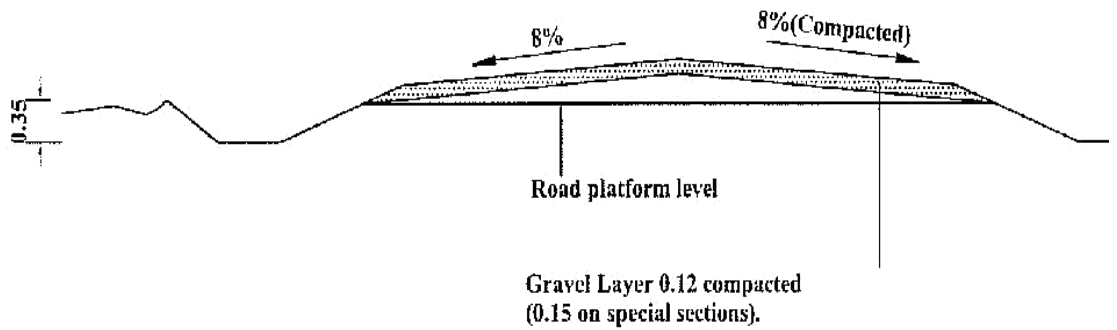 8%
8%(Compacted)
0.35
Road platform level
Gravel Layer 0.12 compacted
(0.15 on special sections).